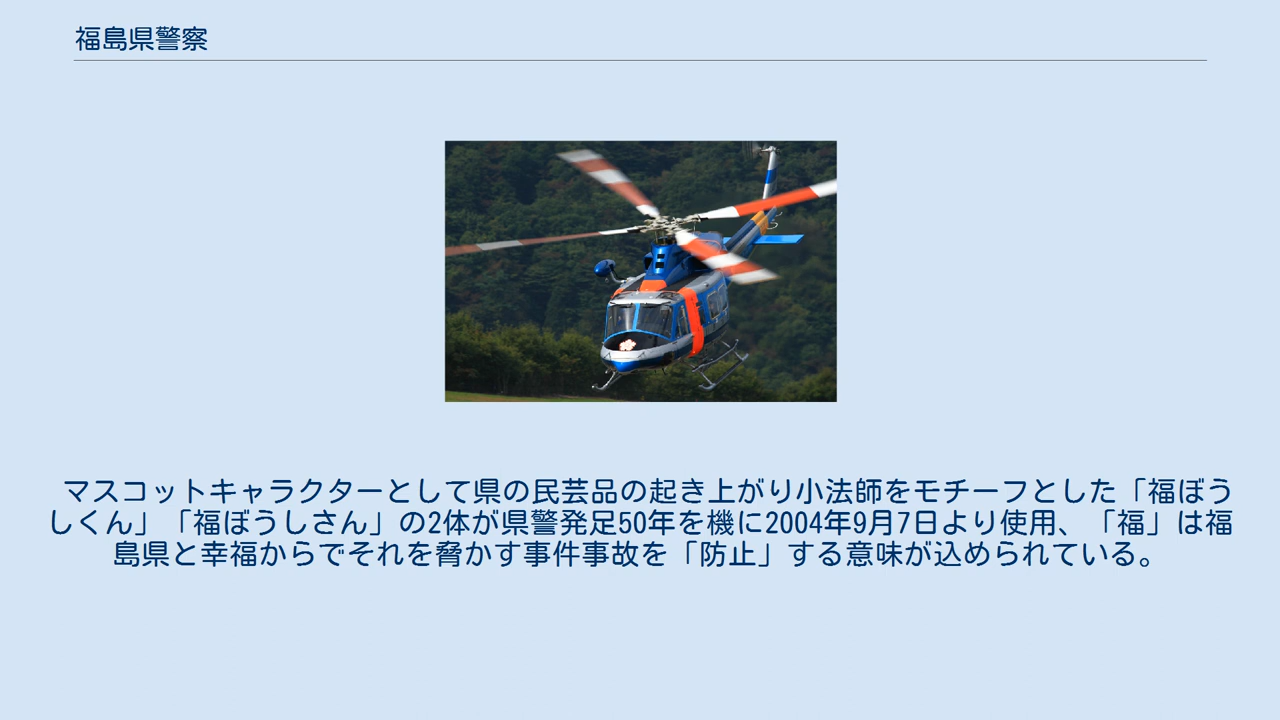 福島県警察
マスコットキャラクターとして県の民芸品の起き上がり小法師をモチーフとした「福ぼう
しくん」「福ぼうしさん」の2体が県警発足50年を機に2004年9月7日より使用、「福」は福
島県と幸福からでそれを脅かす事件事故を「防止」する意味が込められている。